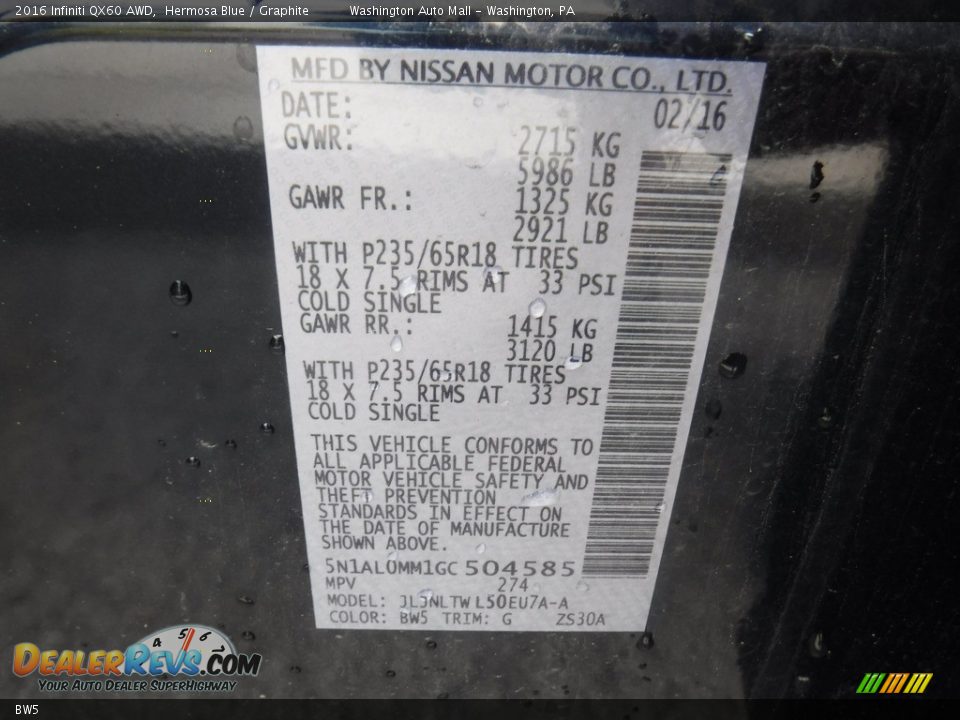 2016 Infiniti QX60 AWD,  Hermosa Blue / Graphite    Washington Auto Mall - Washington, PA
MFD BY NISSAN MOTOR CO., LTD.
DATE: 02/16
GVWR: 2715 KG
5986 LB
GAWR FR.: 1325 KG
2921 LB
WITH P235/65R18 TIRES
18 X 7.5 RIMS AT 33 PSI
COLD SINGLE
GAWR RR.: 1415 KG
3120 LB
WITH P235/65R18 TIRES
18 X 7.5 RIMS AT 33 PSI
COLD SINGLE
THIS VEHICLE CONFORMS TO
ALL APPLICABLE FEDERAL
MOTOR VEHICLE SAFETY AND
THEFT PREVENTION
STANDARDS IN EFFECT ON
THE DATE OF MANUFACTURE
SHOWN ABOVE.
5N1AL0MM1GC504585
MPV 274
MODEL: JLJNLTWL50EU7A-A
COLOR: BW5 TRIM: G ZS30A
4 5 6
DEALERREVS.COM
YOUR AUTO DEALER SUPERHIGHWAY
BW5